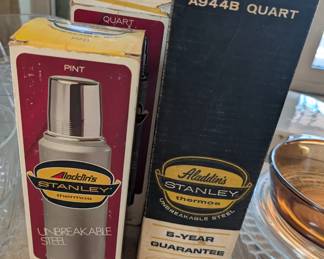 PINT
Aladdin's
STANLEY
thermos
UNBREAKABLE
STEEL
QUART
A944B QUART
Aladdin's
STANLEY
thermos
UNBREAKABLE STEEL
5-YEAR
GUARANTEE